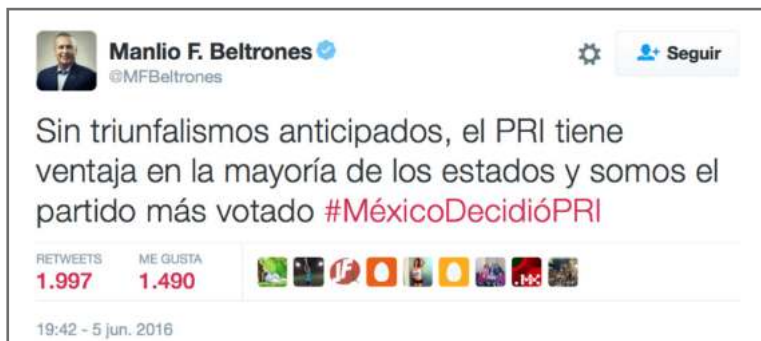 Manlio F. Beltrones
@MFBeltrones
Seguir
Sin triunfalismos anticipados, el PRI tiene
ventaja en la mayoría de los estados y somos el
partido más votado #MéxicoDecidióPRI
RETWEETS ME GUSTA
1.997 1.490
.MX
19:42 - 5 jun. 2016